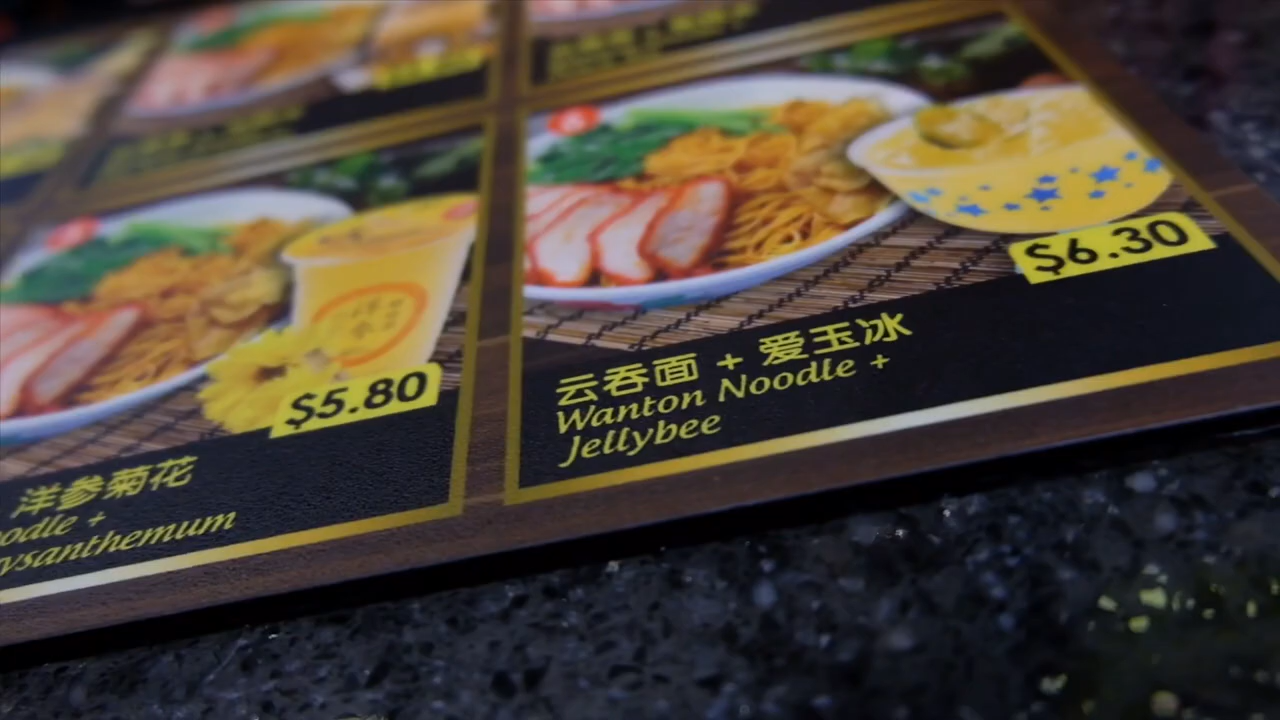 $5.80
洋参菊花
oodle +
ysanthemum
$6.30
云吞面 + 爱玉冰
Wanton Noodle +
Jellybee